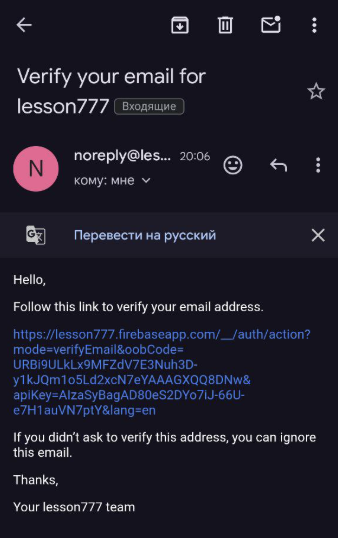 Verify your email for
lesson777 Входящие
N
noreply@les... 20:06
кому: мне
Перевести на русский
Hello,
Follow this link to verify your email address.
https://lesson777.firebaseapp.com/__/auth/action?
mode=verifyEmail&oobCode=
URBi9ULkLx9MFZdV7E3Nuh3D-
y1kJQm1o5Ld2xcN7eYAAAGXQQ8DNw&
apiKey=AIzaSyBagAD80eS2DYo7iJ-66U-
e7H1auVN7ptY&lang=en
If you didn't ask to verify this address, you can ignore
this email.
Thanks,
Your lesson777 team